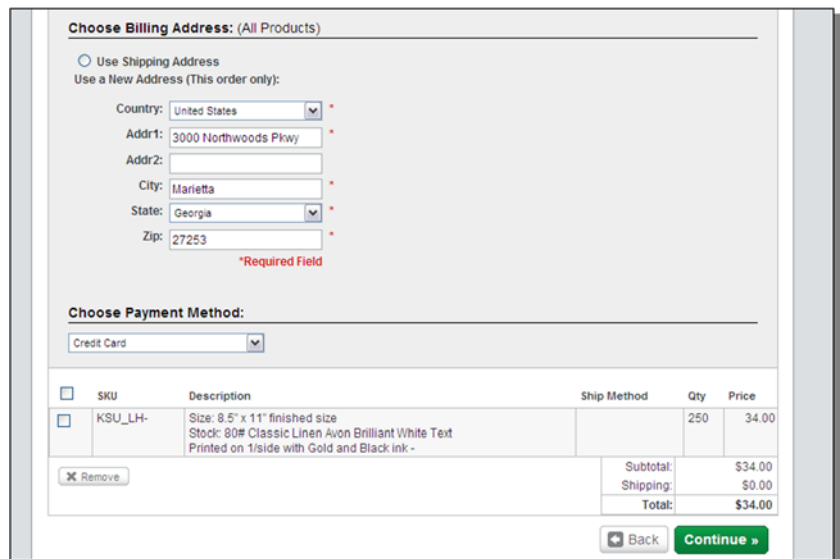 Choose Billing Address: (All Products)
Use Shipping Address
Use a New Address (This order only):
Country: United States *
Addr1: 3000 Northwoods Pkwy *
Addr2:
City: Marietta *
State: Georgia *
Zip: 27253 *
*Required Field
Choose Payment Method:
Credit Card
SKU Description Ship Method Qty Price
KSU_LH- Size: 8.5" x 11" finished size 250 34.00
Stock: 80# Classic Linen Avon Brilliant White Text
Printed on 1/side with Gold and Black ink -
Remove Subtotal: $34.00
Shipping: $0.00
Total: $34.00
Back Continue »